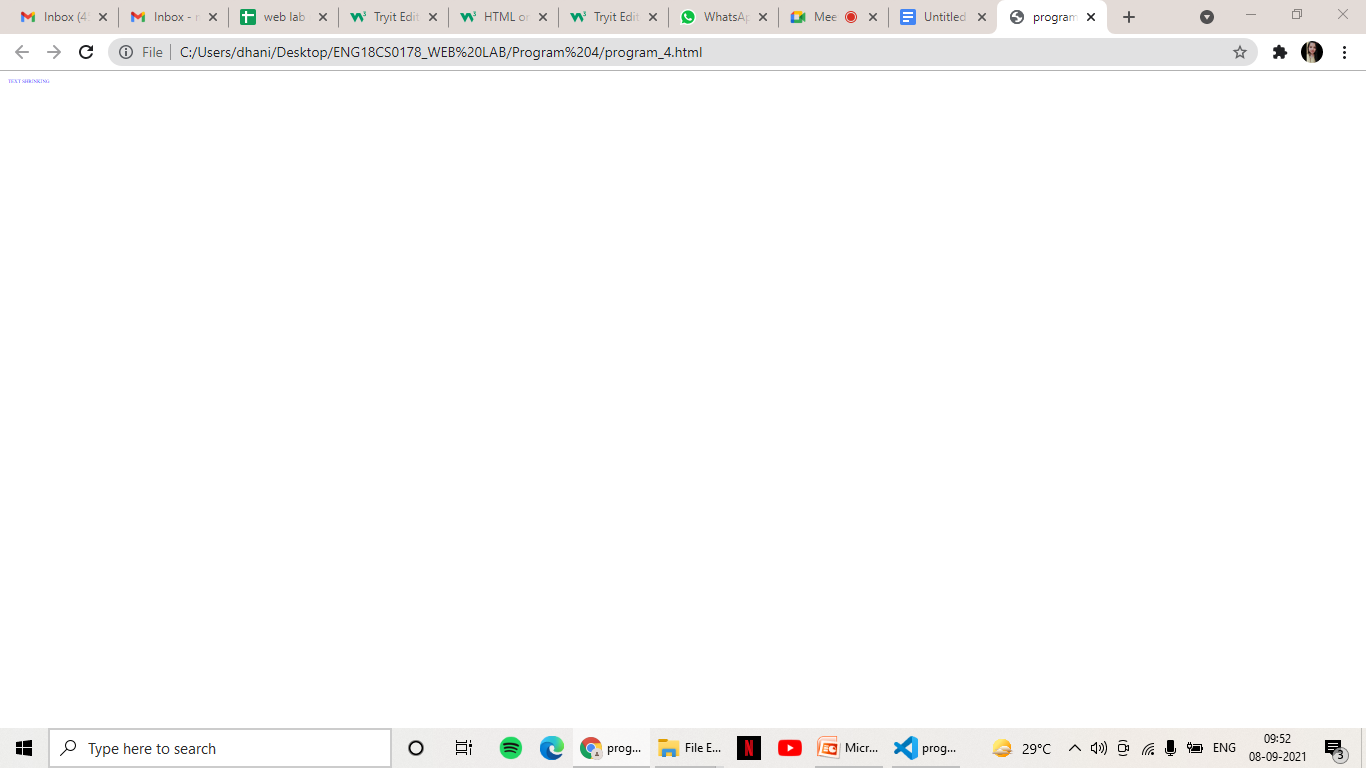 Inbox (4
Inbox - r
web lab
Tryit Edit
HTML or
Tryit Edit
WhatsAp
Mee
Untitled
program
File
C:/Users/dhani/Desktop/ENG18CS0178_WEB%20LAB/Program%204/program_4.html
TEXT SHRINKING
Type here to search
prog...
File E...
Micr...
prog...
29°C
ENG
09:52
08-09-2021
3